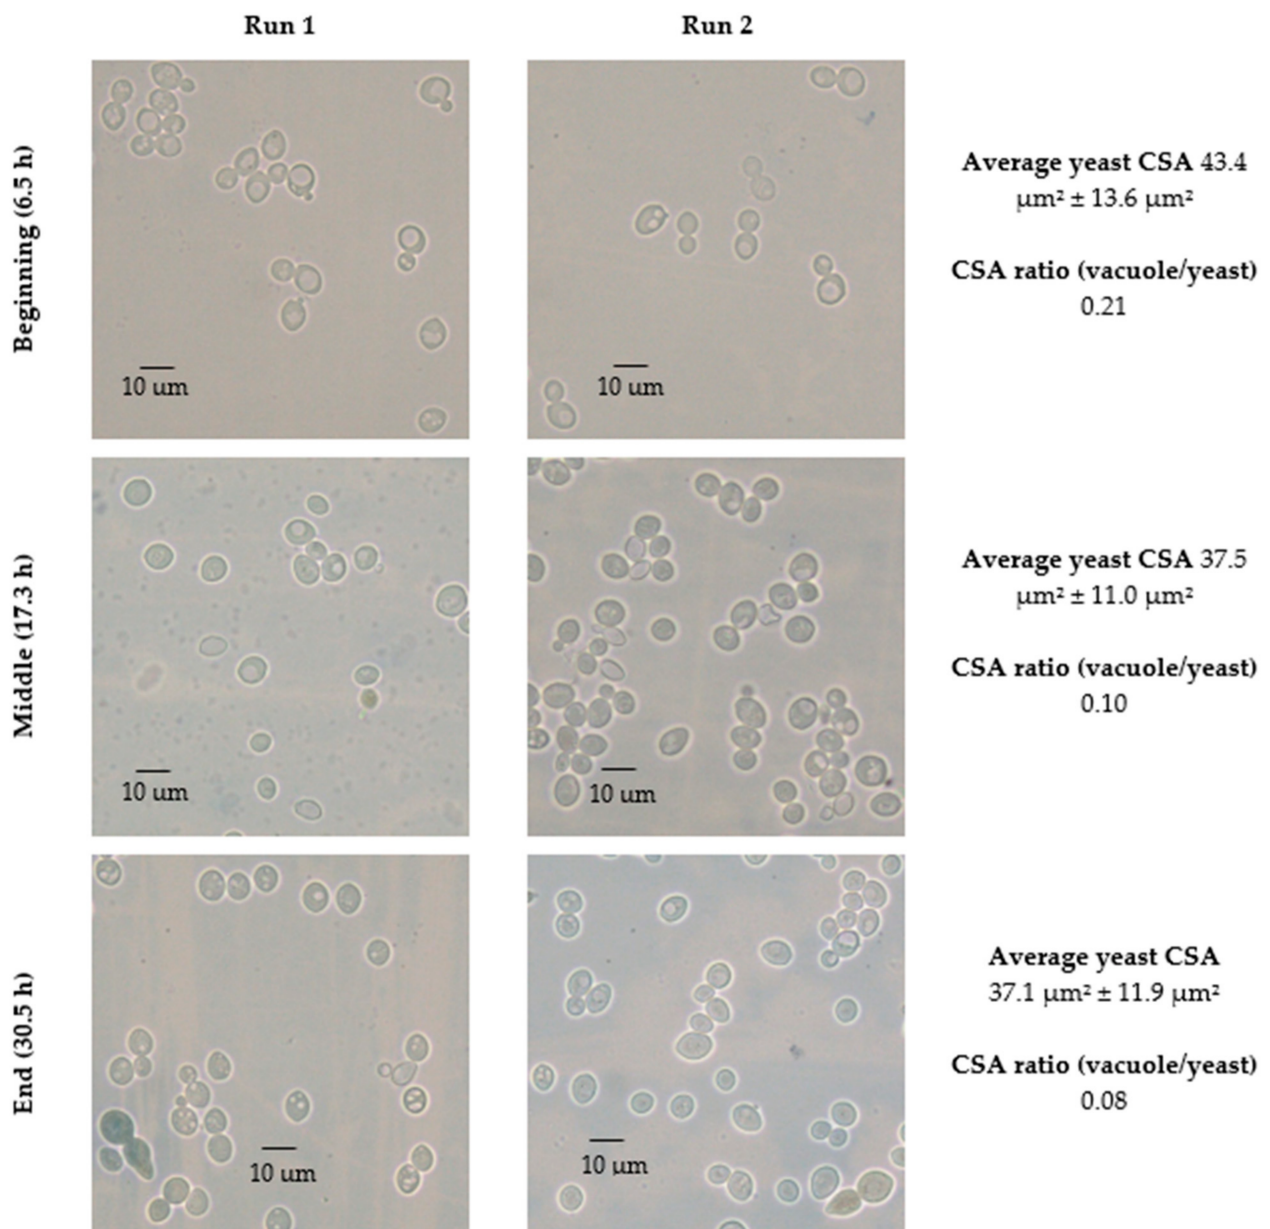 Run 1
Run 2
Beginning (6.5 h)
10 um
10 um
Average yeast CSA 43.4
µm² ± 13.6 µm²
CSA ratio (vacuole/yeast)
0.21
Middle (17.3 h)
10 um
10 um
Average yeast CSA 37.5
µm² ± 11.0 µm²
CSA ratio (vacuole/yeast)
0.10
End (30.5 h)
10 um
10 µm
Average yeast CSA
37.1 µm² ± 11.9 µm²
CSA ratio (vacuole/yeast)
0.08